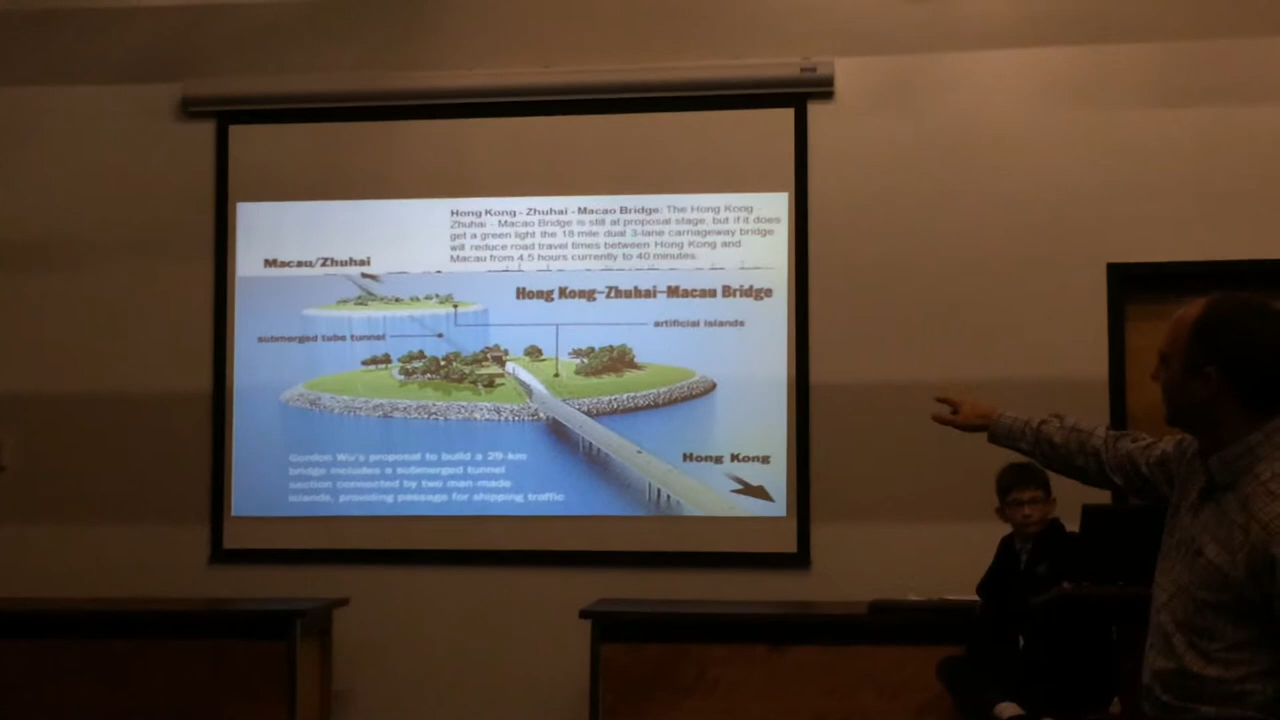 Hong Kong - Zhuhai - Macao Bridge: The Hong Kong -
Zhuhai - Macao Bridge is still at proposal stage, but if it does
get a green light the 18 mile dual 3-lane carriageway bridge
will reduce road travel times between Hong Kong and
Macau from 4.5 hours currently to 40 minutes.
Macau/Zhuhai
Hong Kong-Zhuhai-Macau Bridge
artificial islands
submerged tube tunnel
Gordon Wu's proposal to build a 29-km
bridge includes a submerged tunnel
section connected by two man-made
islands, providing passage for shipping traffic
Hong Kong